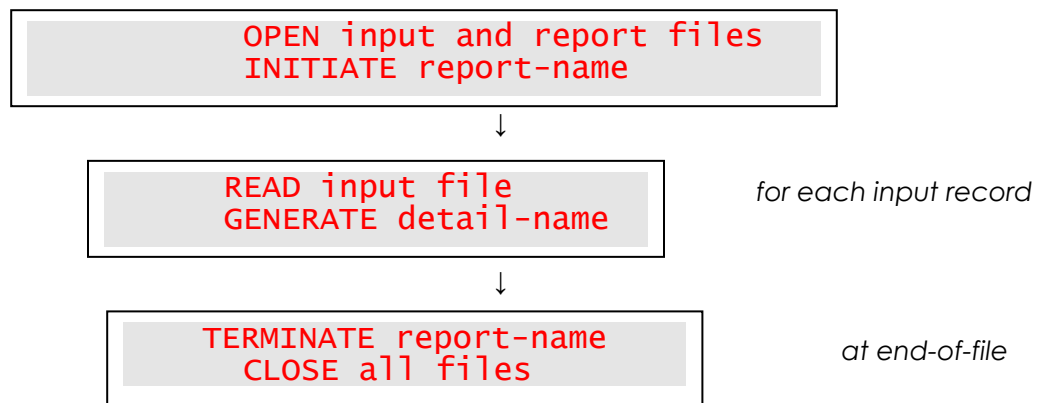 OPEN input and report files
INITIATE report-name
↓
READ input file
GENERATE detail-name
for each input record
↓
TERMINATE report-name
CLOSE all files
at end-of-file